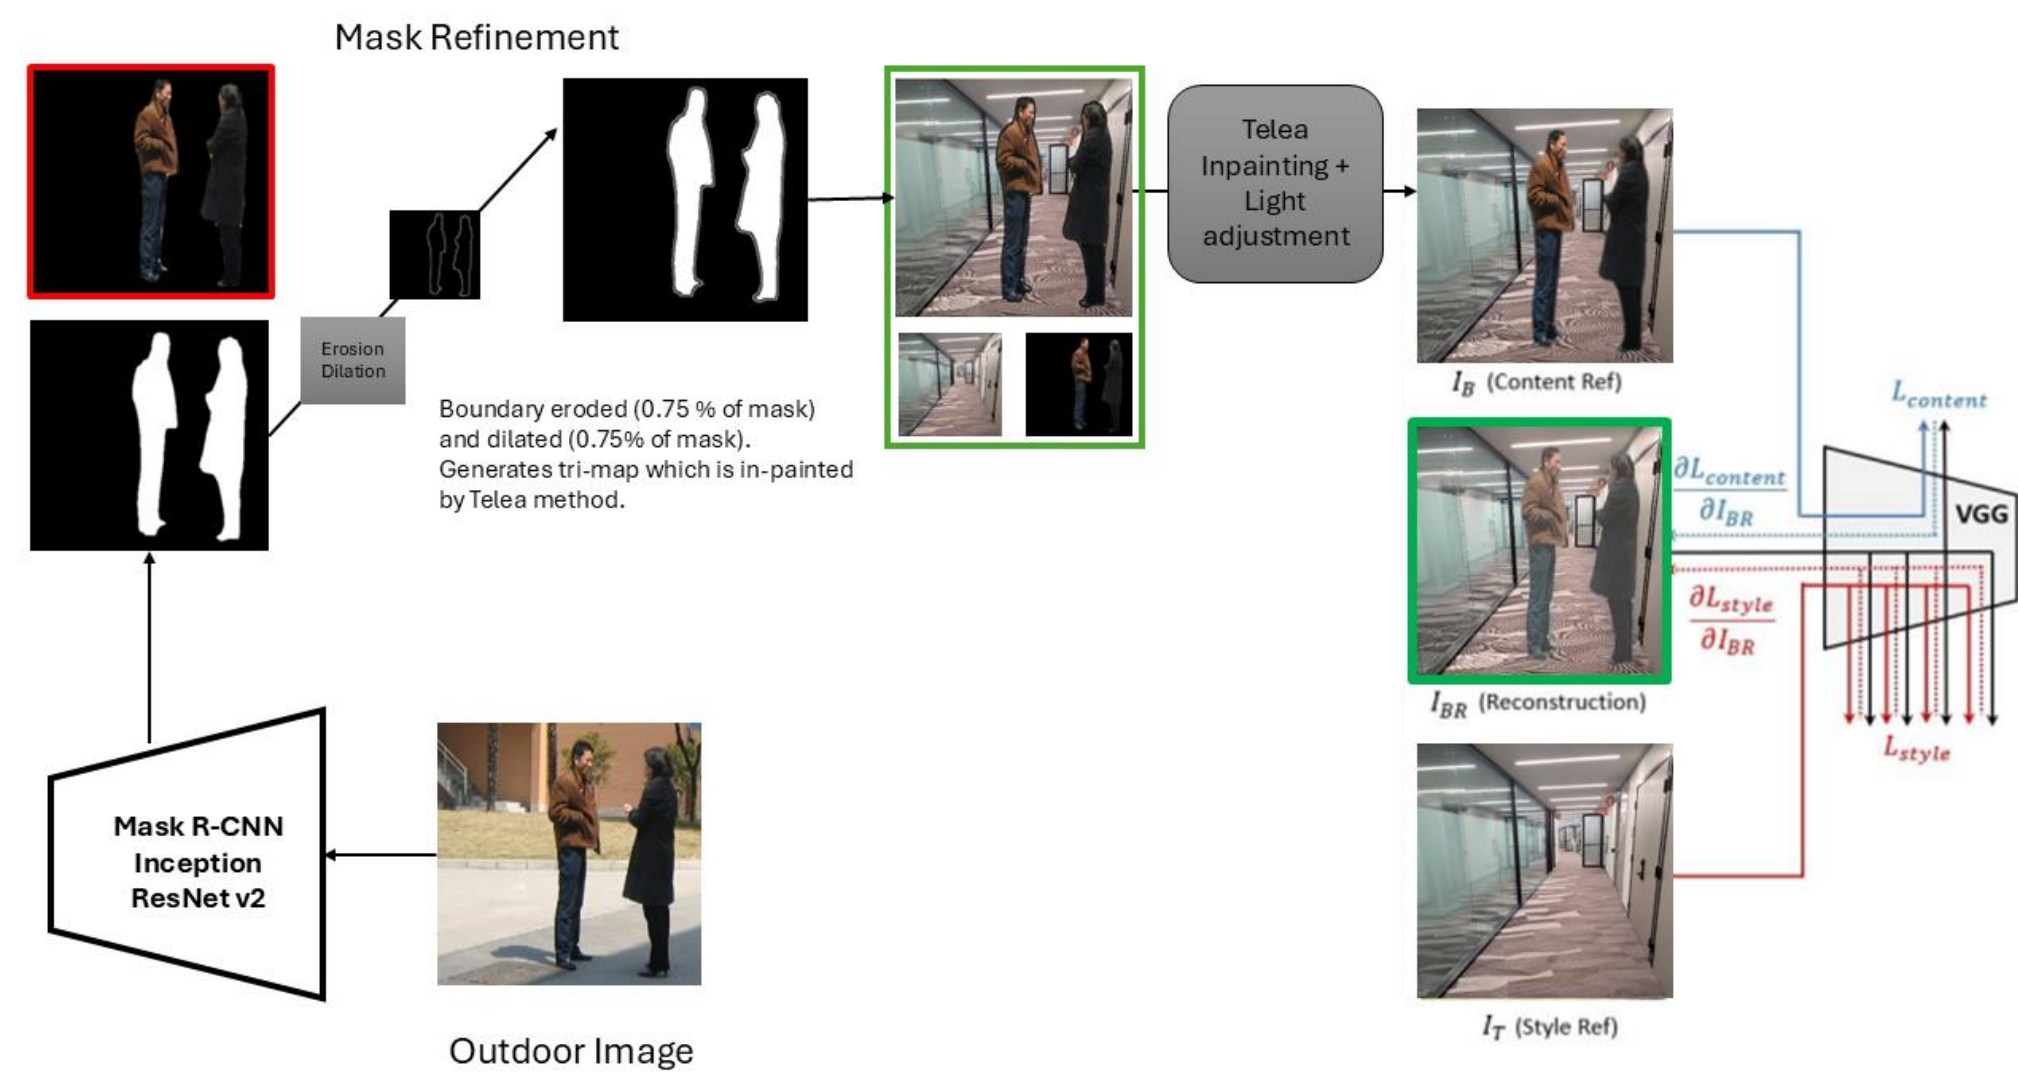 Mask Refinement
Erosion
Dilation
Boundary eroded (0.75 % of mask)
and dilated (0.75% of mask).
Generates tri-map which is in-painted
by Telea method.
Telea
Inpainting +
Light
adjustment
I_B (Content Ref)
L_content
∂L_content
∂I_BR
VGG
∂L_style
∂I_BR
I_BR (Reconstruction)
L_style
Mask R-CNN
Inception
ResNet v2
I_T (Style Ref)
Outdoor Image